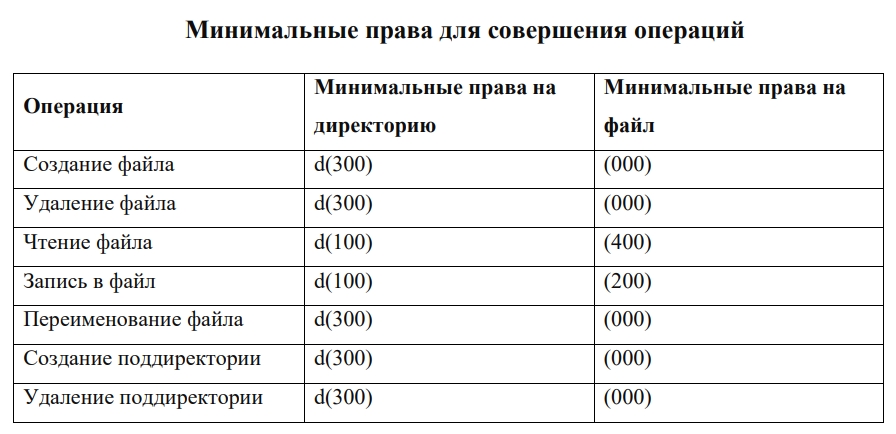 Минимальные права для совершения операций
Операция
Минимальные права на
директорию
Минимальные права на
файл
Создание файла d(300) (000)
Удаление файла d(300) (000)
Чтение файла d(100) (400)
Запись в файл d(100) (200)
Переименование файла d(300) (000)
Создание поддиректории d(300) (000)
Удаление поддиректории d(300) (000)